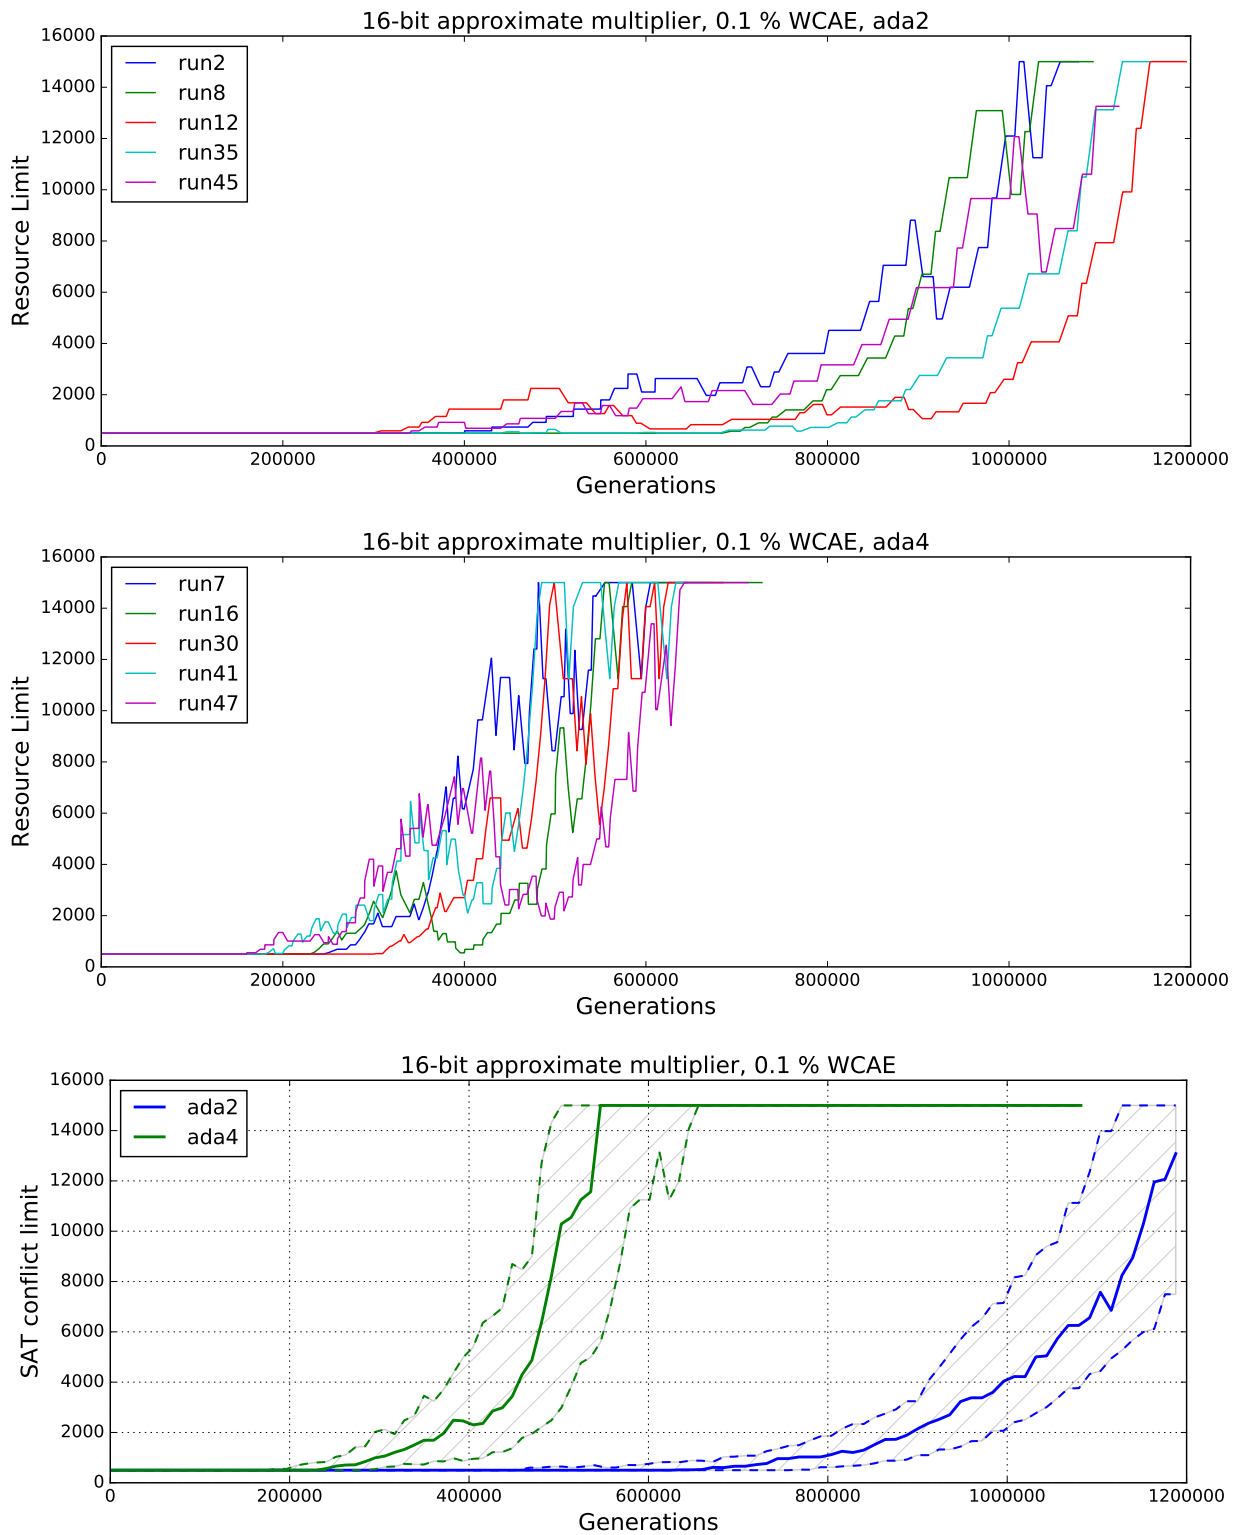 16-bit approximate multiplier, 0.1 % WCAE, ada2
16000
14000
12000
10000
8000
6000
4000
2000
0
Resource Limit
run2
run8
run12
run35
run45
0 200000 400000 600000 800000 1000000 1200000
Generations
16-bit approximate multiplier, 0.1 % WCAE, ada4
16000
14000
12000
10000
8000
6000
4000
2000
0
Resource Limit
run7
run16
run30
run41
run47
0 200000 400000 600000 800000 1000000 1200000
Generations
16-bit approximate multiplier, 0.1 % WCAE
16000
14000
12000
10000
8000
6000
4000
2000
0
SAT conflict limit
ada2
ada4
0 200000 400000 600000 800000 1000000 1200000
Generations